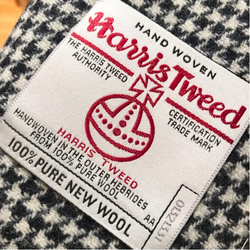 HAND WOVEN
Harris Tweed
THE HARRIS TWEED
AUTHORITY
CERTIFICATION
TRADE MARK
HARRIS TWEED
HANDWOVEN IN THE OUTER HEBRIDES
FROM 100% PURE WOOL
AA
100% PURE NEW WOOL